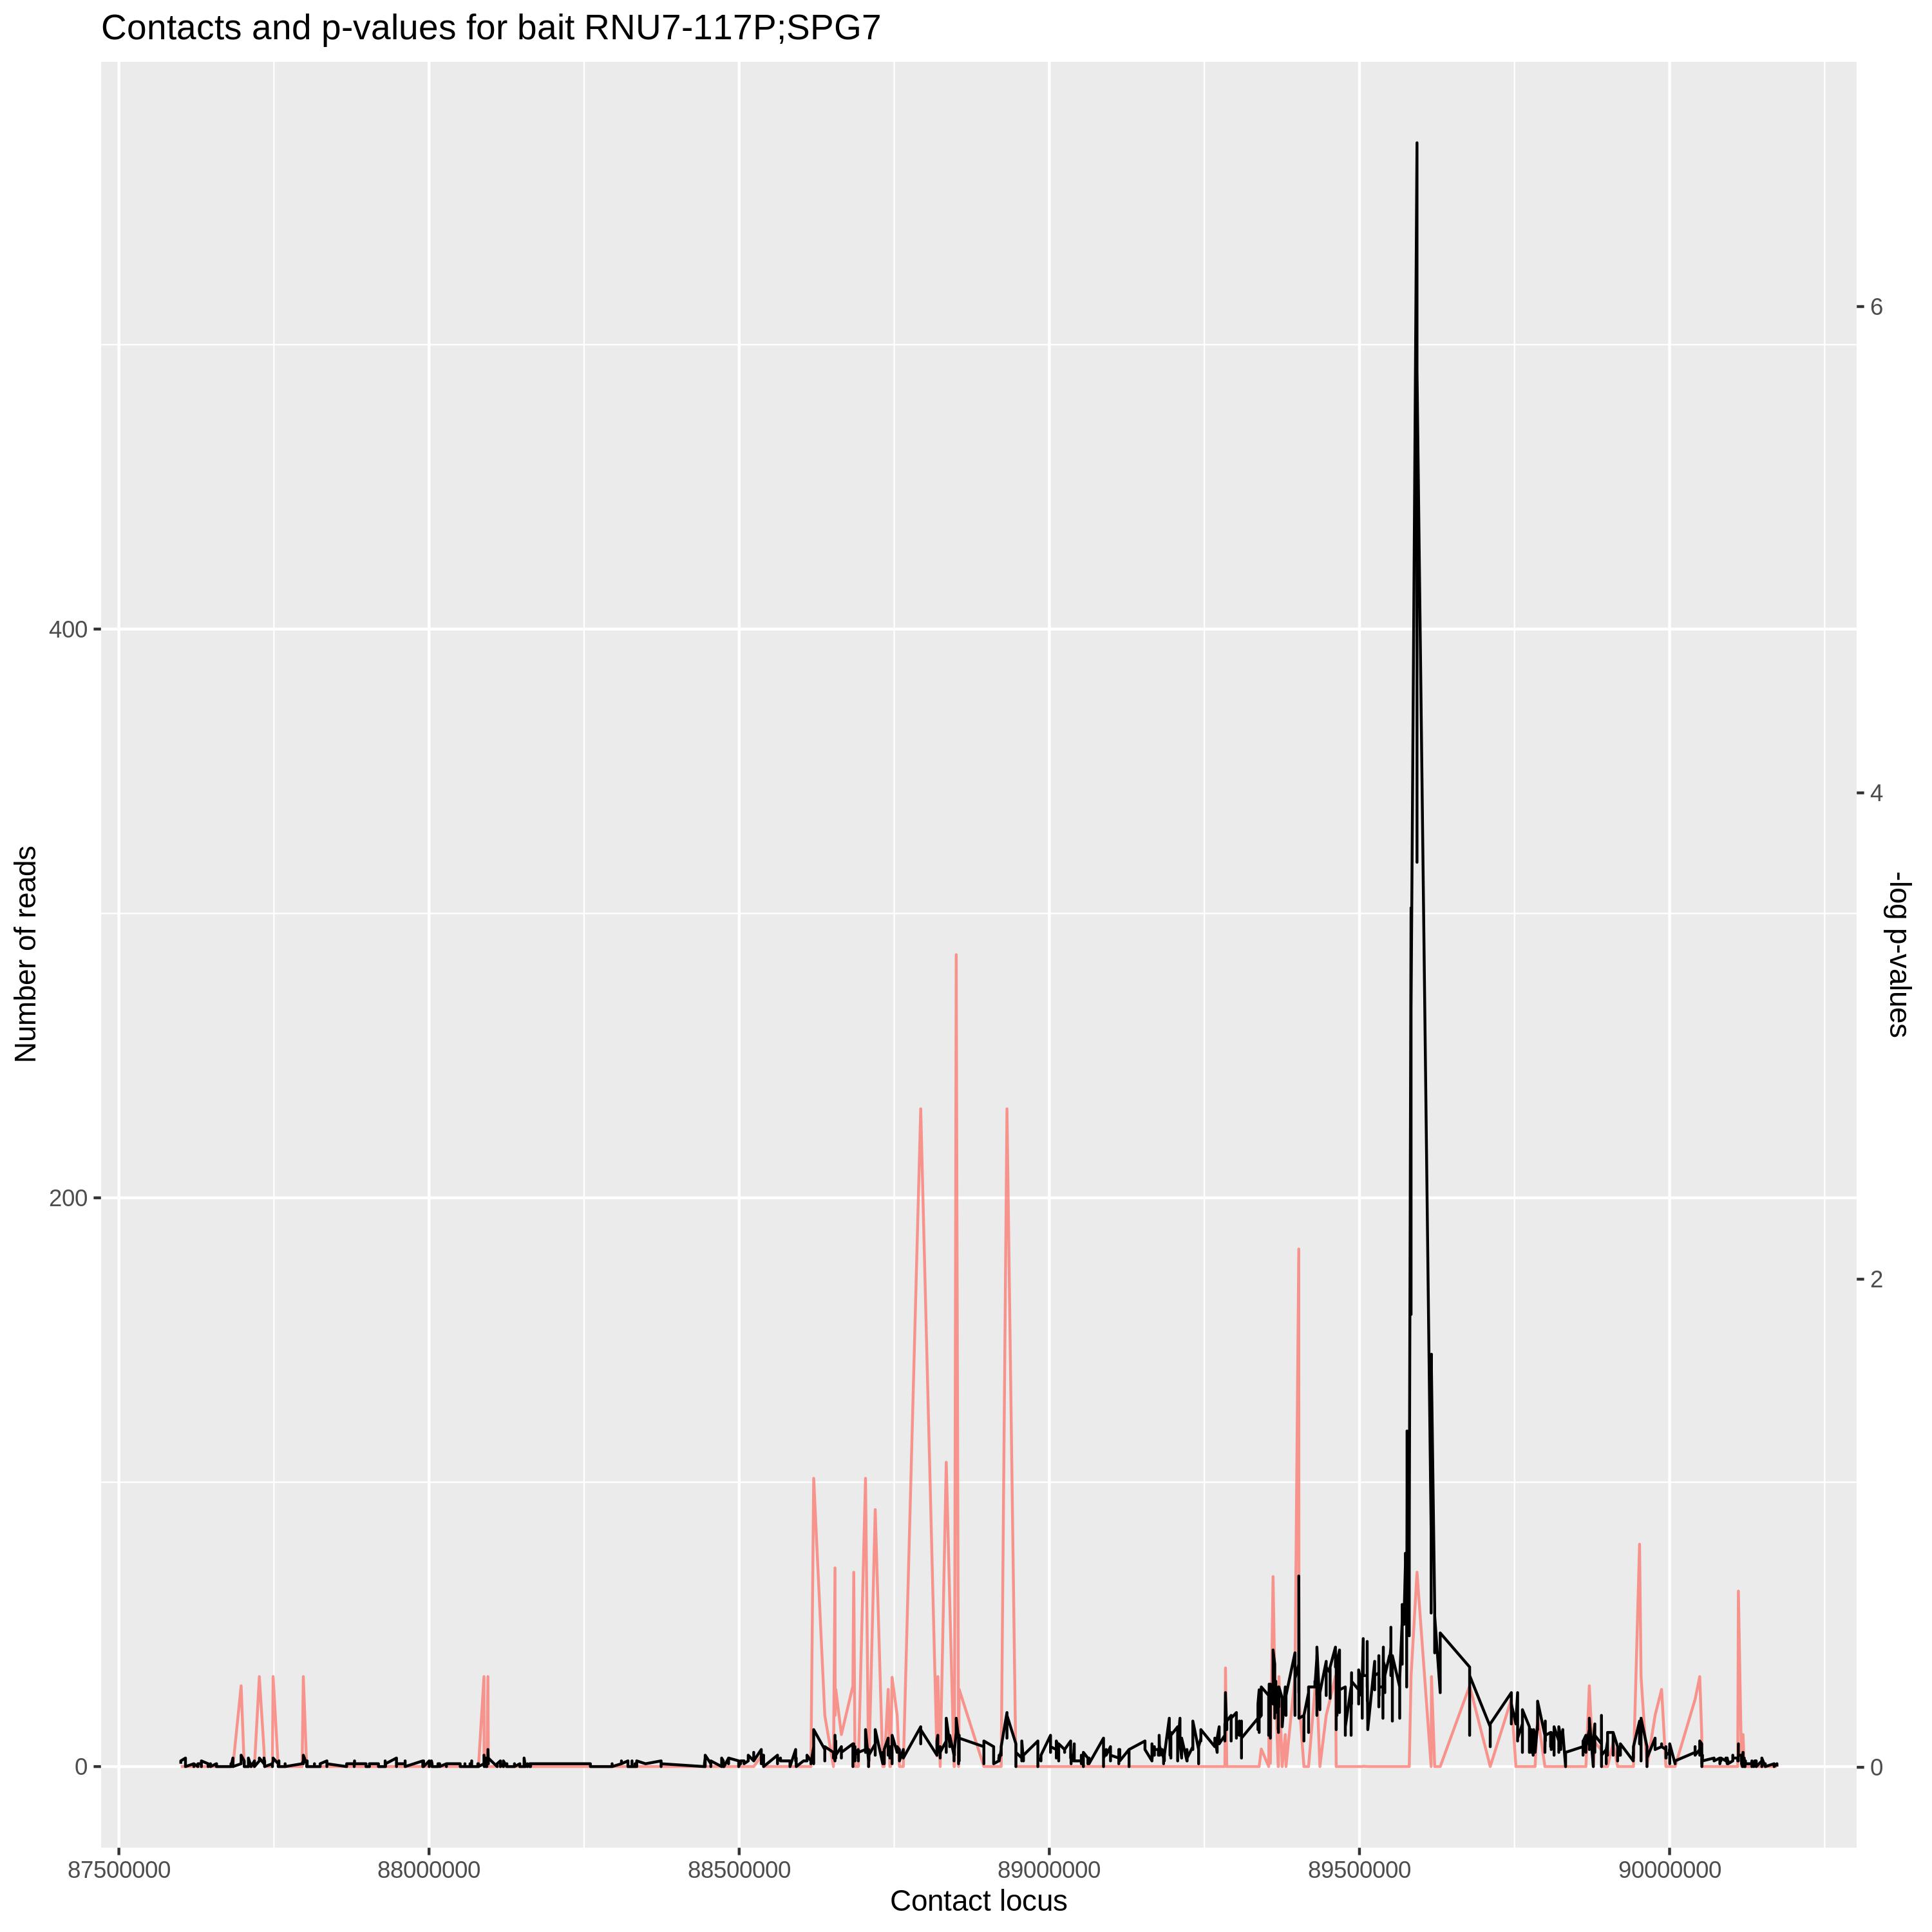 Contacts and p-values for bait RNU7-117P;SPG7
Number of reads
400
200
0
6
4
2
0
-log p-values
87500000 88000000 88500000 89000000 89500000 90000000
Contact locus